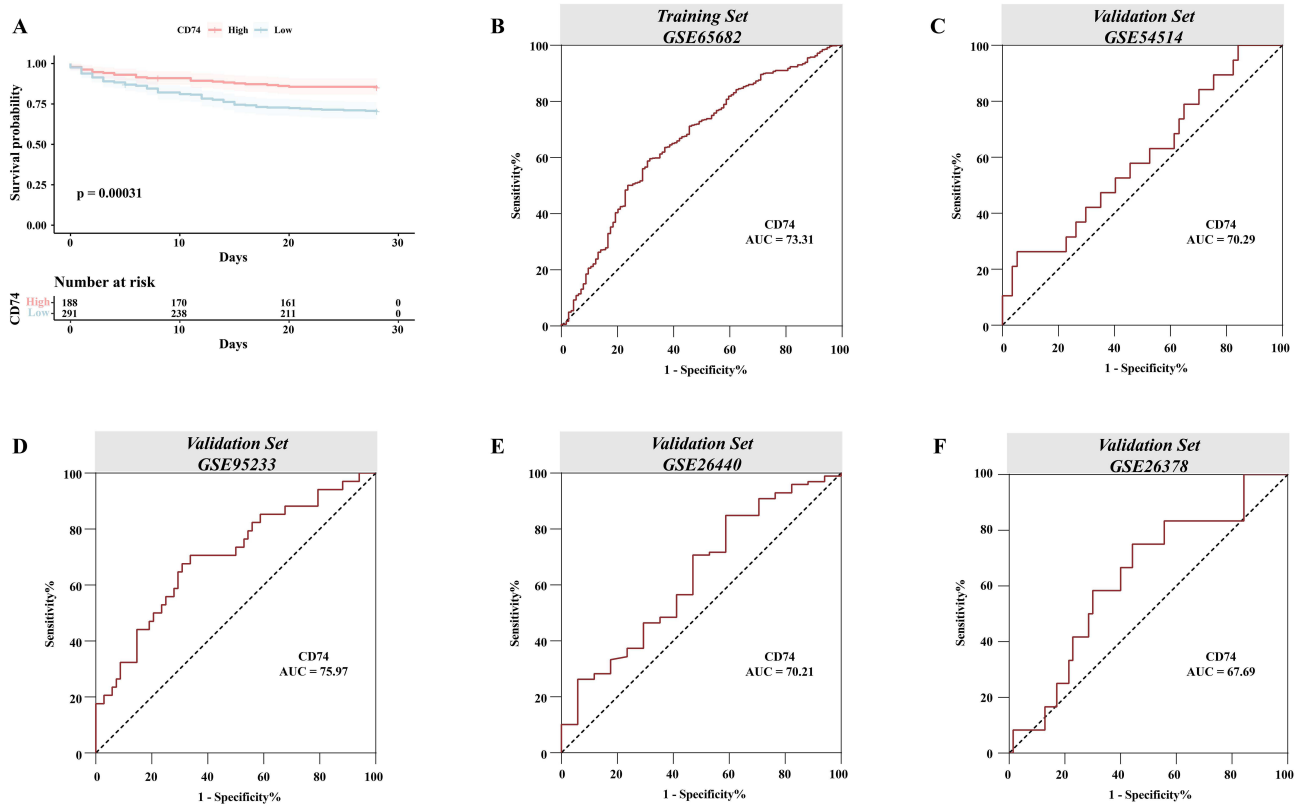 A
CD74 High Low
Survival probability
1.00
0.75
0.50
0.25
0.00
p = 0.00031
0 10 20 30
Days
Number at risk
CD74
High 188 170 161 0
Low 291 238 211 0
0 10 20 30
Days
B
Training Set
GSE65682
Sensitivity%
100
80
60
40
20
0
CD74
AUC = 73.31
0 20 40 60 80 100
1 - Specificity%
C
Validation Set
GSE54514
Sensitivity%
100
80
60
40
20
0
CD74
AUC = 70.29
0 20 40 60 80 100
1 - Specificity%
D
Validation Set
GSE95233
Sensitivity%
100
80
60
40
20
0
CD74
AUC = 75.97
0 20 40 60 80 100
1 - Specificity%
E
Validation Set
GSE26440
Sensitivity%
100
80
60
40
20
0
CD74
AUC = 70.21
0 20 40 60 80 100
1 - Specificity%
F
Validation Set
GSE26378
Sensitivity%
100
80
60
40
20
0
CD74
AUC = 67.69
0 20 40 60 80 100
1 - Specificity%